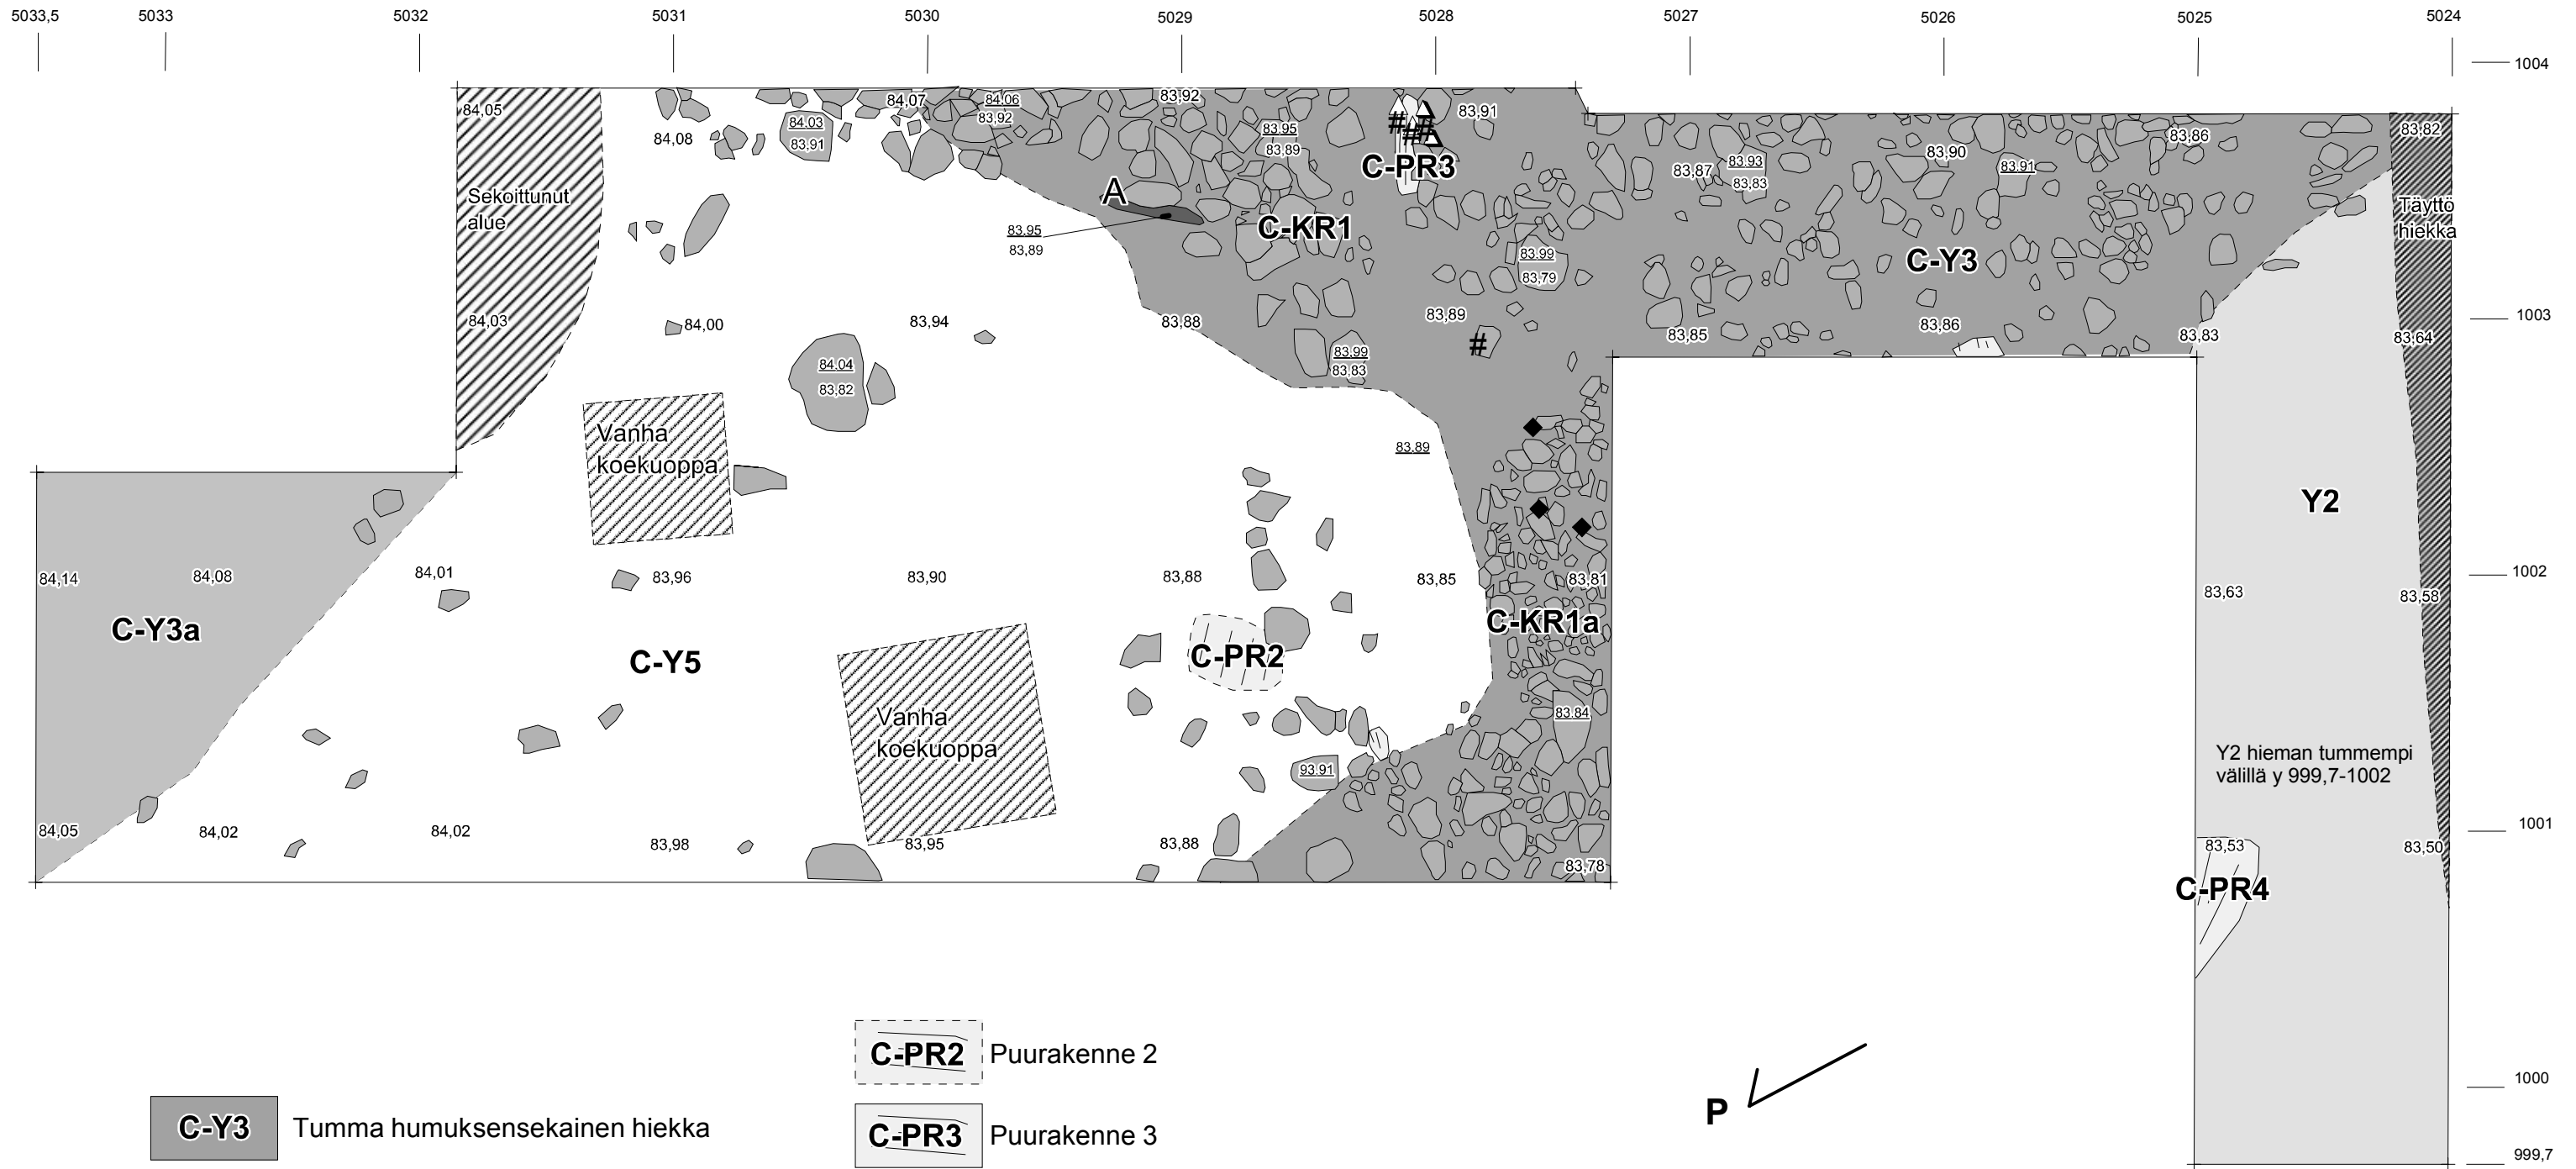 5033,5 5033 5032 5031 5030 5029 5028 5027 5026 5025 5024
1004
84,05
84,08
84.03
83,91
84,07
84.06
83,92
83,92
83.95
83,89
# # #
83,91
C-PR3
83,87
83.93
83,83
83,90
83.91
83,86
83,82
Sekoittunut
alue
A
83.95
83,89
C-KR1
83.99
83,79
C-Y3
Täyttö
hiekka
84,03
84,00
83,94
83,88
83,89
#
83,85
83,86
83,83
83,64
1003
84.04
83,82
83.99
83,83
Vanha
koekuoppa
83.89
Y2
84,14
84,08
84,01
83,96
83,90
83,88
83,85
83,81
83,63
83,58
1002
C-Y3a
C-Y5
C-PR2
C-KR1a
Vanha
koekuoppa
83.84
93.91
Y2 hieman tummempi
välillä y 999,7-1002
84,05
84,02
84,02
83,98
83,95
83,88
83,78
83,53
83,50
1001
C-PR4
C-PR2 Puurakenne 2
C-Y3 Tumma humuksensekainen hiekka
C-PR3 Puurakenne 3
P
1000
999,7